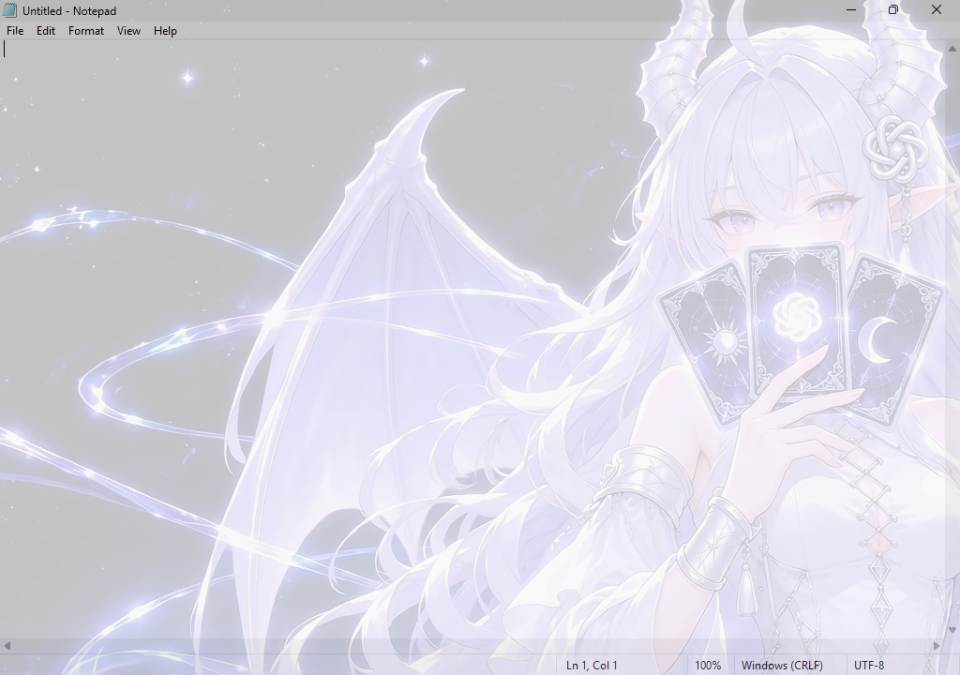 Untitled - Notepad
File Edit Format View Help
Ln 1, Col 1 100% Windows (CRLF) UTF-8